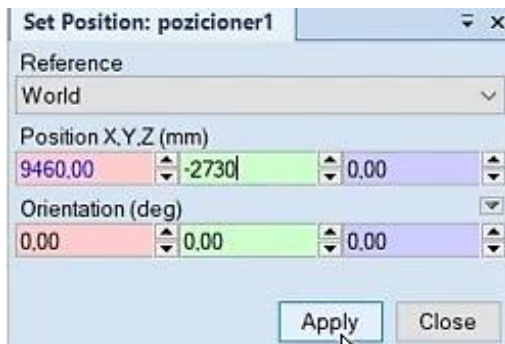 Set Position: pozicioner1
Reference
World
Position X,Y,Z (mm)
9460,00 -2730 0,00
Orientation (deg)
0,00 0,00 0,00
Apply Close